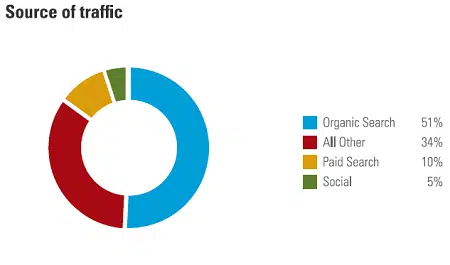 Source of traffic
Organic Search 51%
All Other 34%
Paid Search 10%
Social 5%